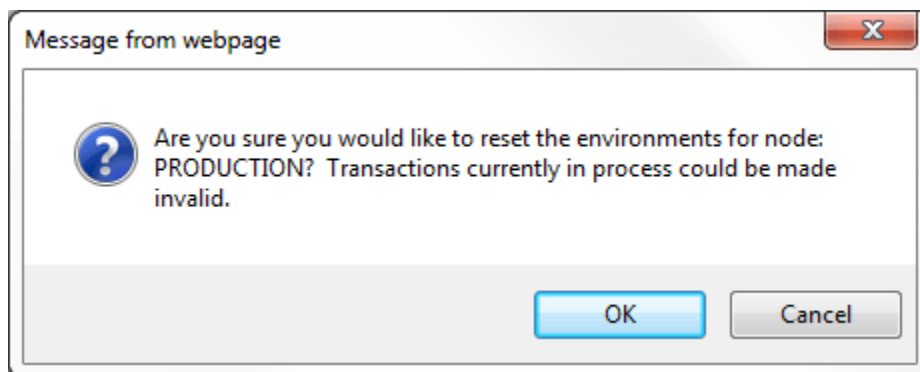 Message from webpage
Are you sure you would like to reset the environments for node:
PRODUCTION?  Transactions currently in process could be made
invalid.
OK
Cancel